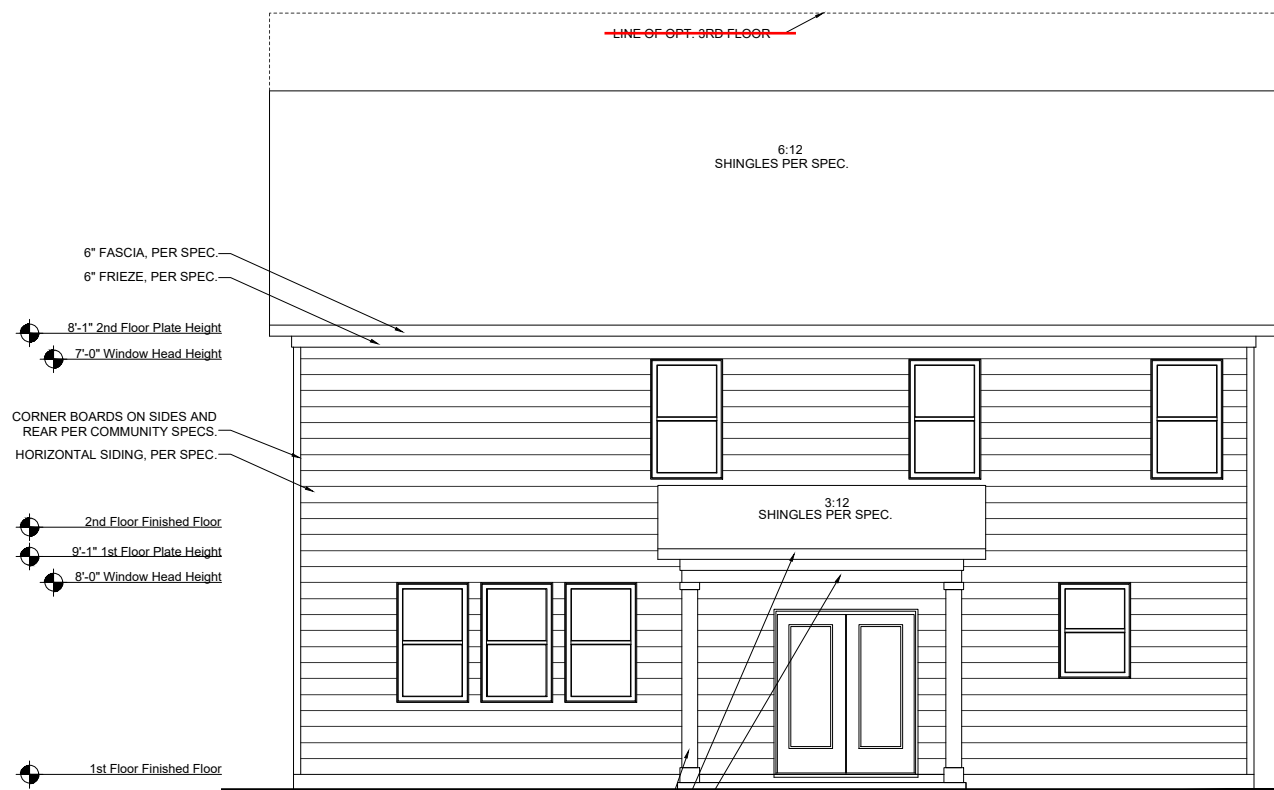 LINE OF OPT. 3RD FLOOR
6:12
SHINGLES PER SPEC.
6" FASCIA, PER SPEC.
6" FRIEZE, PER SPEC.
8'-1" 2nd Floor Plate Height
7'-0" Window Head Height
CORNER BOARDS ON SIDES AND
REAR PER COMMUNITY SPECS.
HORIZONTAL SIDING, PER SPEC.
3:12
SHINGLES PER SPEC.
2nd Floor Finished Floor
9'-1" 1st Floor Plate Height
8'-0" Window Head Height
1st Floor Finished Floor